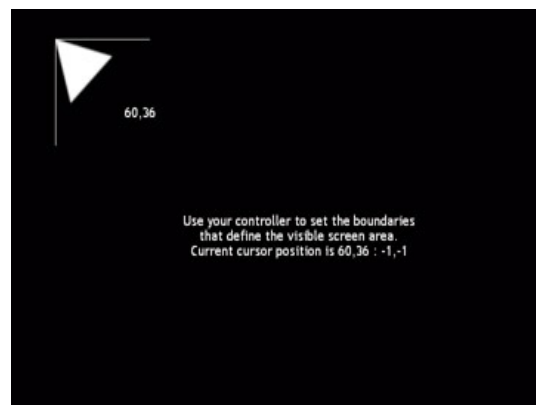 60,36
Use your controller to set the boundaries
that define the visible screen area.
Current cursor position is 60,36 : -1,-1